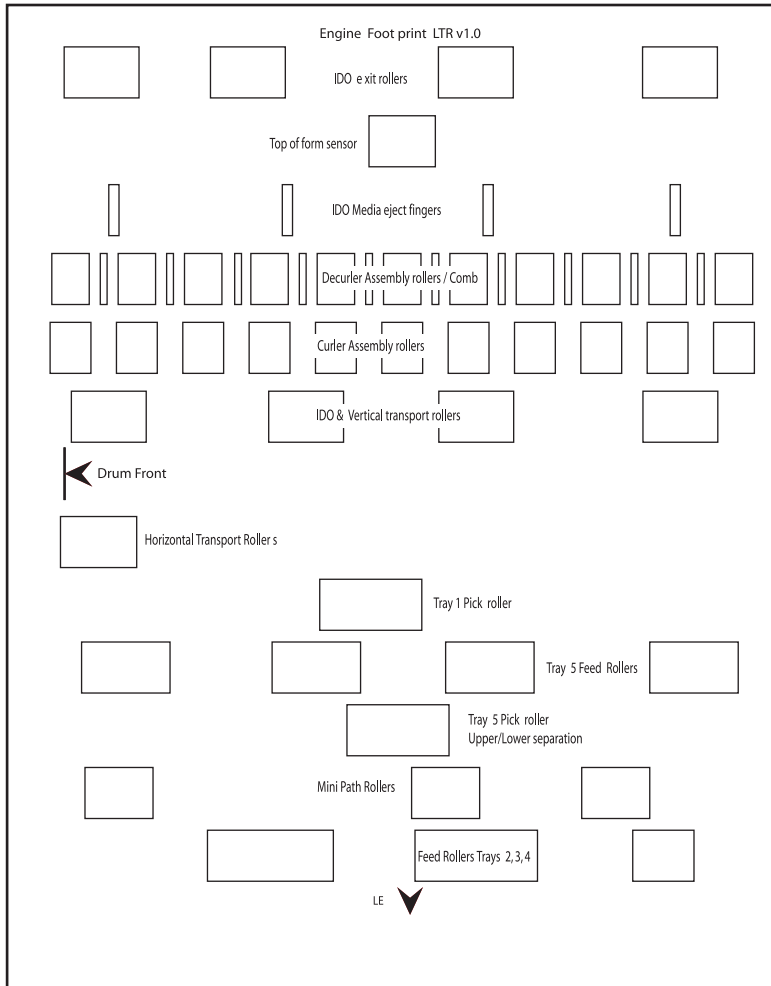 Engine Foot print LTR v1.0
IDO e xit rollers
Top of form sensor
IDO Media eject fingers
Decurler Assembly rollers / Comb
Curler Assembly rollers
IDO & Vertical transport rollers
Drum Front
Horizontal Transport Roller s
Tray 1 Pick roller
Tray 5 Feed Rollers
Tray 5 Pick roller
Upper/Lower separation
Mini Path Rollers
Feed Rollers Trays 2, 3, 4
LE